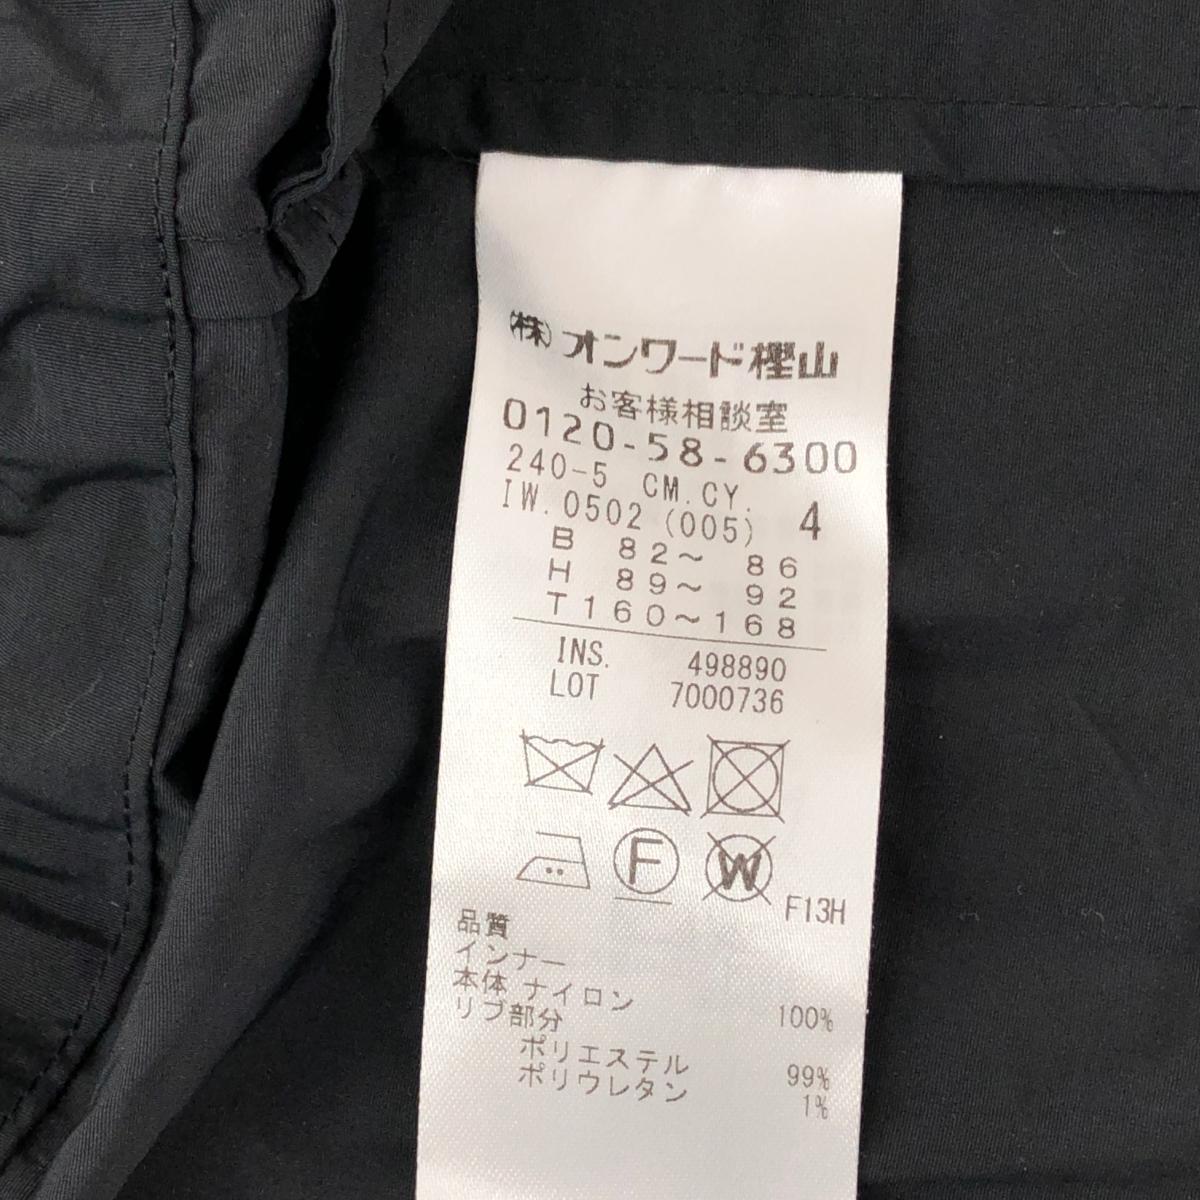 ㈱オンワード樫山
お客様相談室
0120-58-6300
240-5 CM.CY. 4
IW.0502 (005)
B 82～ 86
H 89～ 92
T160～168
INS. 498890
LOT 7000736
F W F13H
品質
インナー
本体 ナイロン 100%
リブ部分
ポリエステル 99%
ポリウレタン 1%